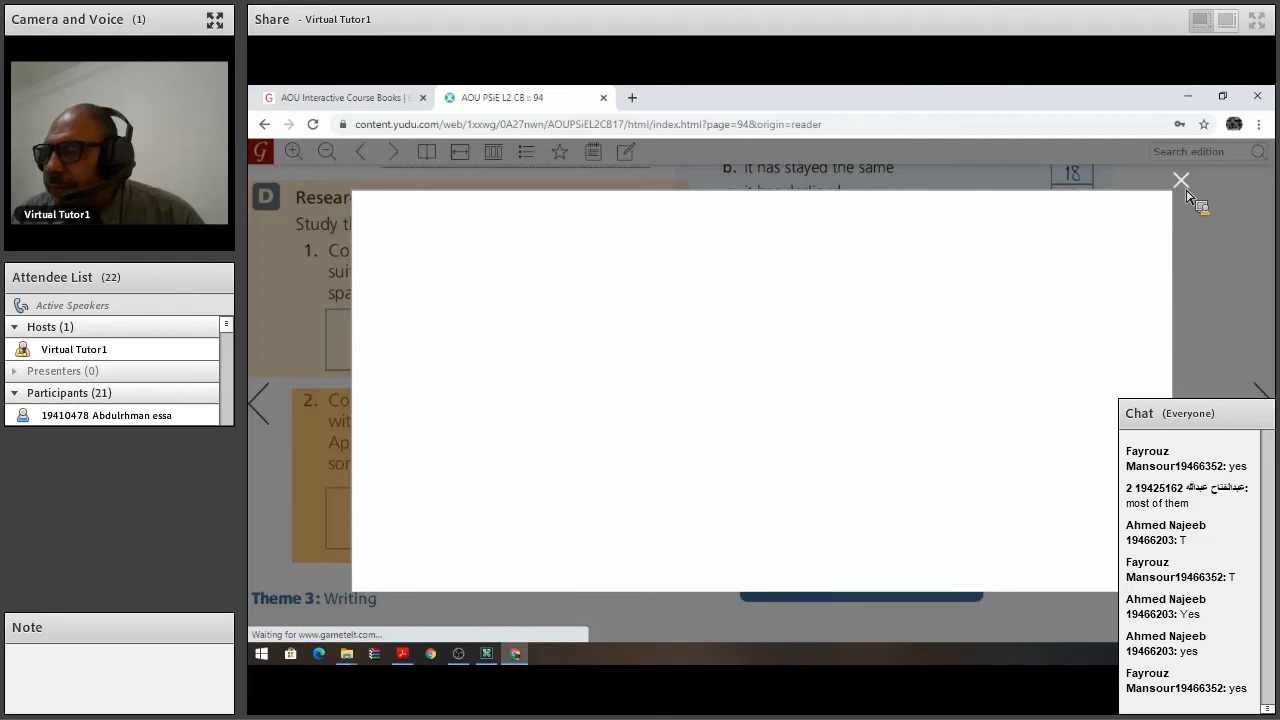 Camera and Voice (1)
Virtual Tutor1
Attendee List (22)
Active Speakers
Hosts (1)
Virtual Tutor1
Presenters (0)
Participants (21)
19410478 Abdulrhman essa
Note
Share - Virtual Tutor1
AOU Interactive Course Books |
AOU PSiE L2 CB :: 94
content.yudu.com/web/1xxwg/0A27nwn/AOUPSiEL2CB17/html/index.html?page=94&origin=reader
Search edition
b. it has stayed the same
18
D Resear
Study th
1. Co
sui
spa
2. Co
wit
Ap
sor
Theme 3: Writing
Waiting for www.garnetelt.com...
Chat (Everyone)
Fayrouz
Mansour19466352: yes
عبدالفتاح عبدالله 19425162 2:
most of them
Ahmed Najeeb
19466203: T
Fayrouz
Mansour19466352: T
Ahmed Najeeb
19466203: Yes
Ahmed Najeeb
19466203: yes
Fayrouz
Mansour19466352: yes